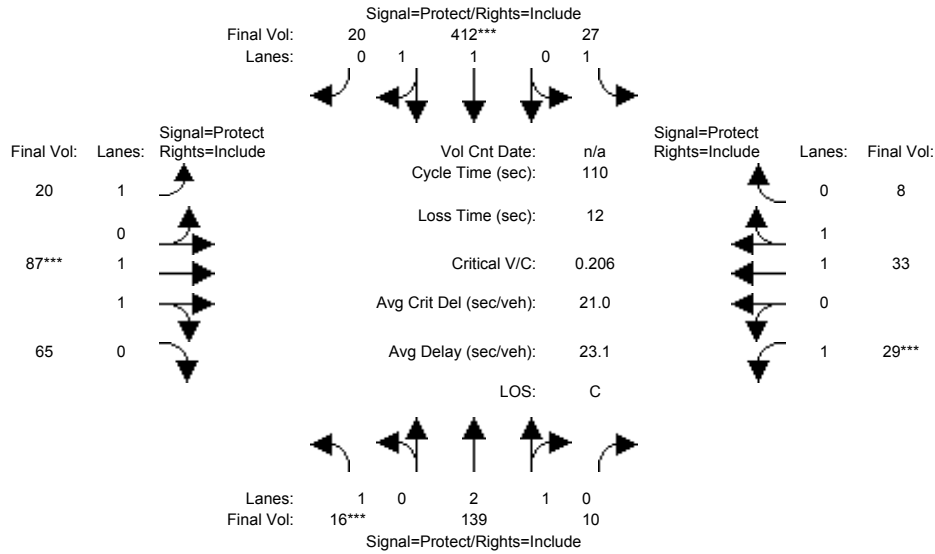 Signal=Protect/Rights=Include
Final Vol: 20 412*** 27
Lanes: 0 1 1 0 1
Signal=Protect Signal=Protect
Final Vol: Lanes: Rights=Include Vol Cnt Date: n/a Rights=Include Lanes: Final Vol:
Cycle Time (sec): 110
20 1 0 8
Loss Time (sec): 12
0 1
87*** 1 Critical V/C: 0.206 1 33
1 Avg Crit Del (sec/veh): 21.0 0
65 0 Avg Delay (sec/veh): 23.1 1 29***
LOS: C
Lanes: 1 0 2 1 0
Final Vol: 16*** 139 10
Signal=Protect/Rights=Include